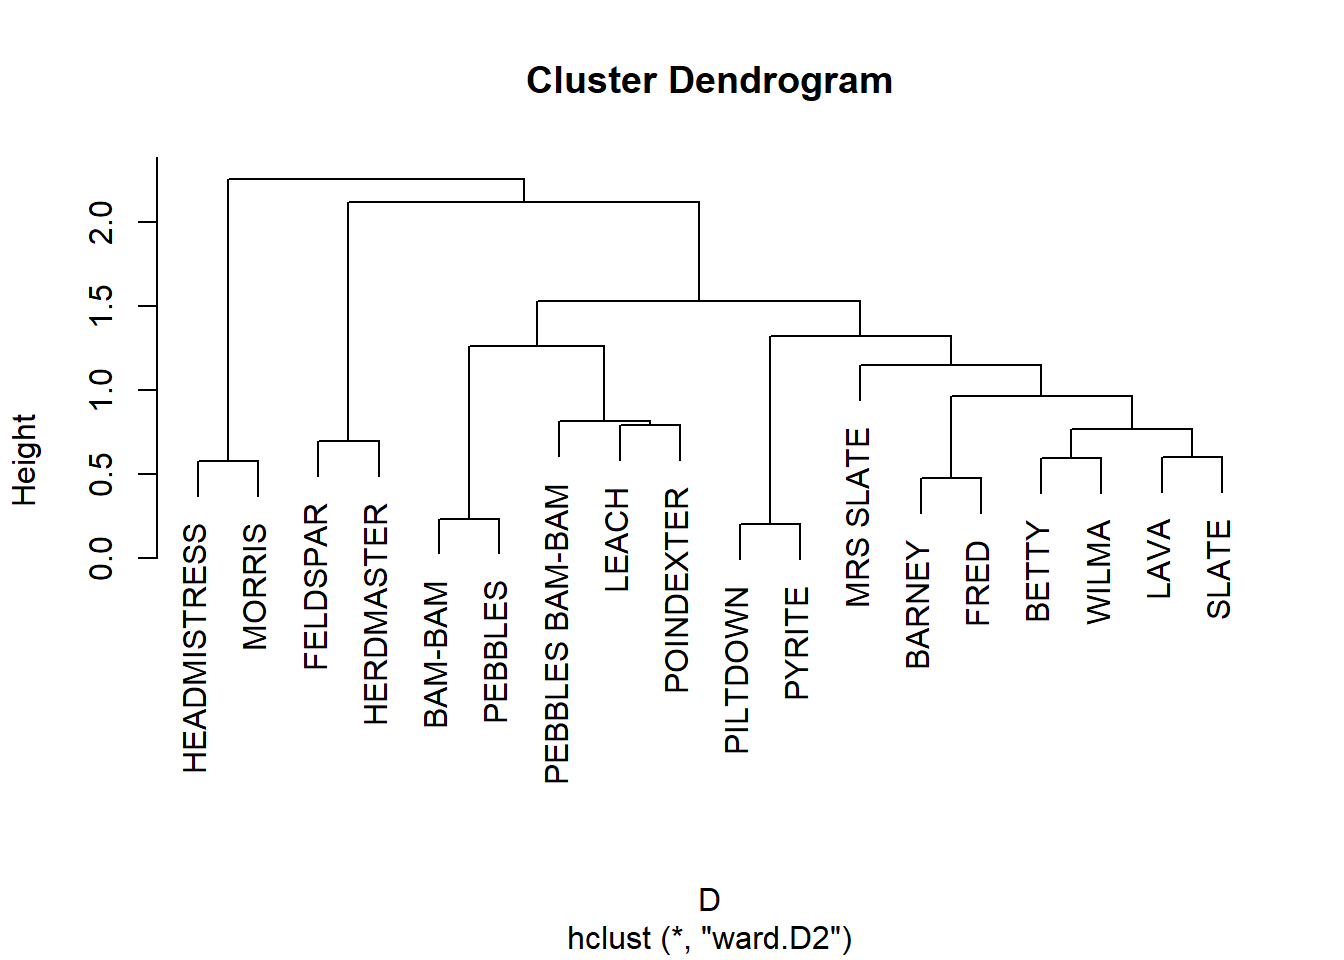 Cluster Dendrogram
Height
0.0 0.5 1.0 1.5 2.0
HEADMISTRESS
MORRIS
FELDSPAR
HERDMASTER
BAM-BAM
PEBBLES
PEBBLES BAM-BAM
LEACH
POINDEXTER
PILTDOWN
PYRITE
MRS SLATE
BARNEY
FRED
BETTY
WILMA
LAVA
SLATE
D
hclust (*, "ward.D2")